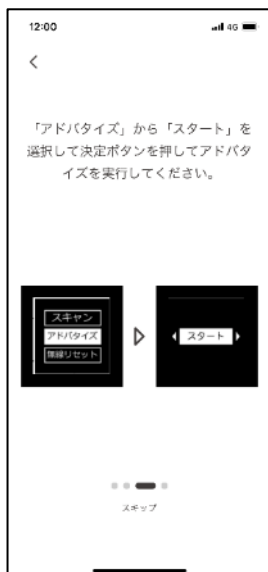 12:00
4G
「アドバタイズ」から「スタート」を
選択して決定ボタンを押してアドバタ
イズを実行してください。
スキャン
アドバタイズ
無線リセット
スタート
スキップ